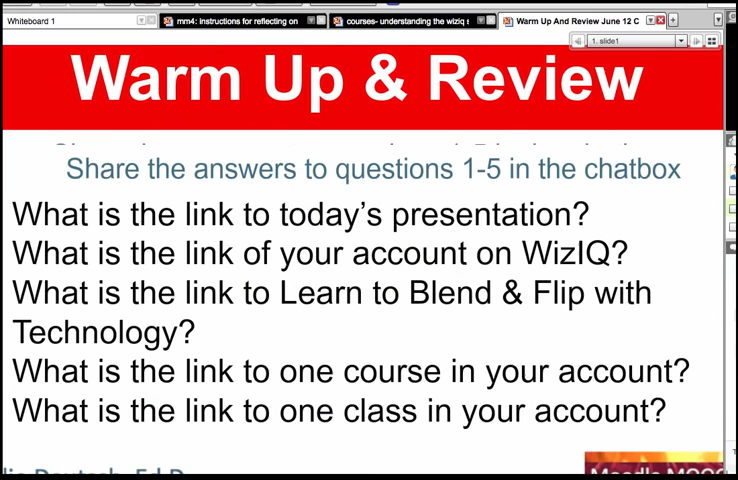 Whiteboard 1
mm4: instructions for reflecting on
courses- understanding the wiziq s
Warm Up And Review June 12 C
1. slide1
Warm Up & Review
Share the answers to questions 1-5 in the chatbox
What is the link to today's presentation?
What is the link of your account on WizIQ?
What is the link to Learn to Blend & Flip with
Technology?
What is the link to one course in your account?
What is the link to one class in your account?
Deutsch, Ed.D
Moodle